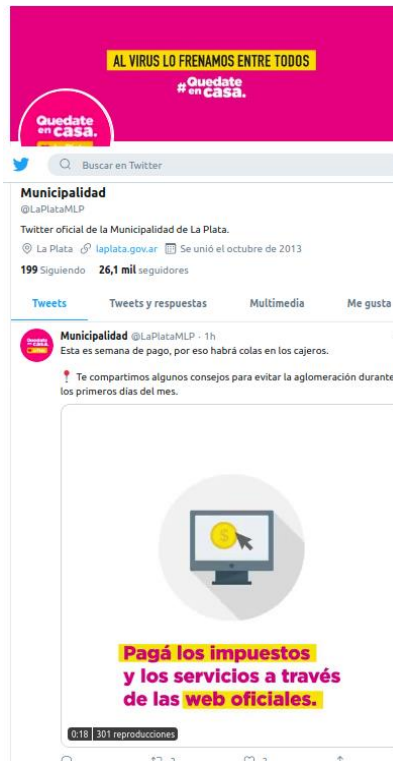 AL VIRUS LO FRENAMOS ENTRE TODOS
#Quedate
en casa.
Quedate
en casa.
Buscar en Twitter
Municipalidad
@LaPlataMLP
Twitter oficial de la Municipalidad de La Plata.
La Plata laplata.gov.ar Se unió el octubre de 2013
199 Siguiendo 26,1 mil seguidores
Tweets Tweets y respuestas Multimedia Me gusta
Municipalidad @LaPlataMLP · 1h
Esta es semana de pago, por eso habrá colas en los cajeros.
Te compartimos algunos consejos para evitar la aglomeración durante
los primeros días del mes.
$
Pagá los impuestos
y los servicios a través
de las web oficiales.
0:18 301 reproducciones